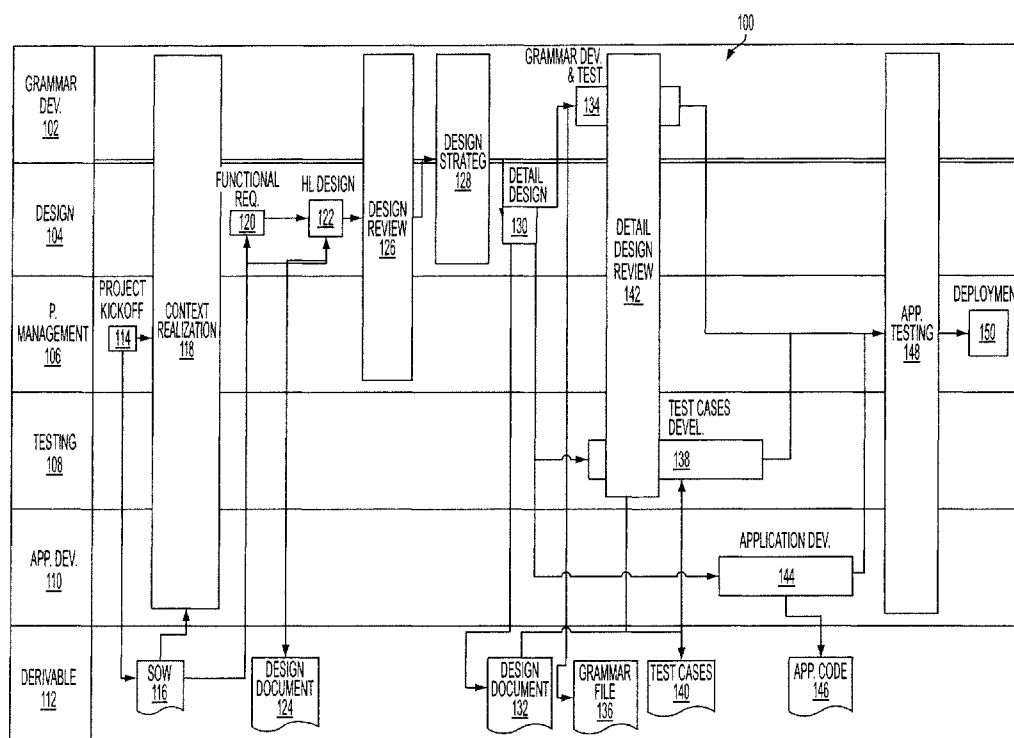 100
GRAMMAR
DEV.
102
DESIGN
104
P.
MANAGEMENT
106
TESTING
108
APP. DEV.
110
DERIVABLE
112
PROJECT
KICKOFF
114
SOW
116
CONTEXT
REALIZATION
118
FUNCTIONAL
REQ.
120
HL DESIGN
122
DESIGN
DOCUMENT
124
DESIGN
REVIEW
126
DESIGN
STRATEG
128
DETAIL
DESIGN
130
DESIGN
DOCUMENT
132
GRAMMAR DEV.
& TEST
134
GRAMMAR
FILE
136
DETAIL
DESIGN
REVIEW
142
TEST CASES
DEVEL.
138
TEST CASES
140
APPLICATION DEV.
144
APP. CODE
146
APP.
TESTING
148
DEPLOYMEN
150